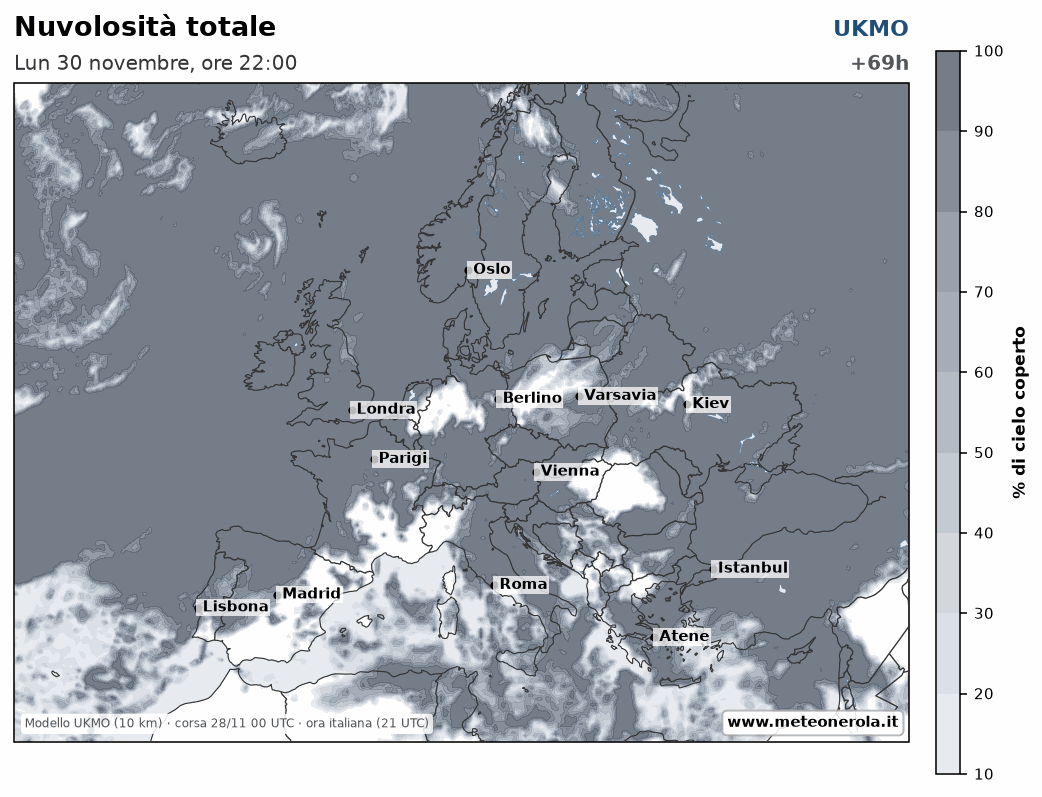 Nuvolosità totale
UKMO
Lun 30 novembre, ore 22:00
+69h
100
90
80
70
60
50
40
30
20
10
% di cielo coperto
Oslo
Berlino
Varsavia
Kiev
Londra
Parigi
Vienna
Istanbul
Roma
Madrid
Lisbona
Atene
Modello UKMO (10 km) · corsa 28/11 00 UTC · ora italiana (21 UTC)
www.meteonerola.it